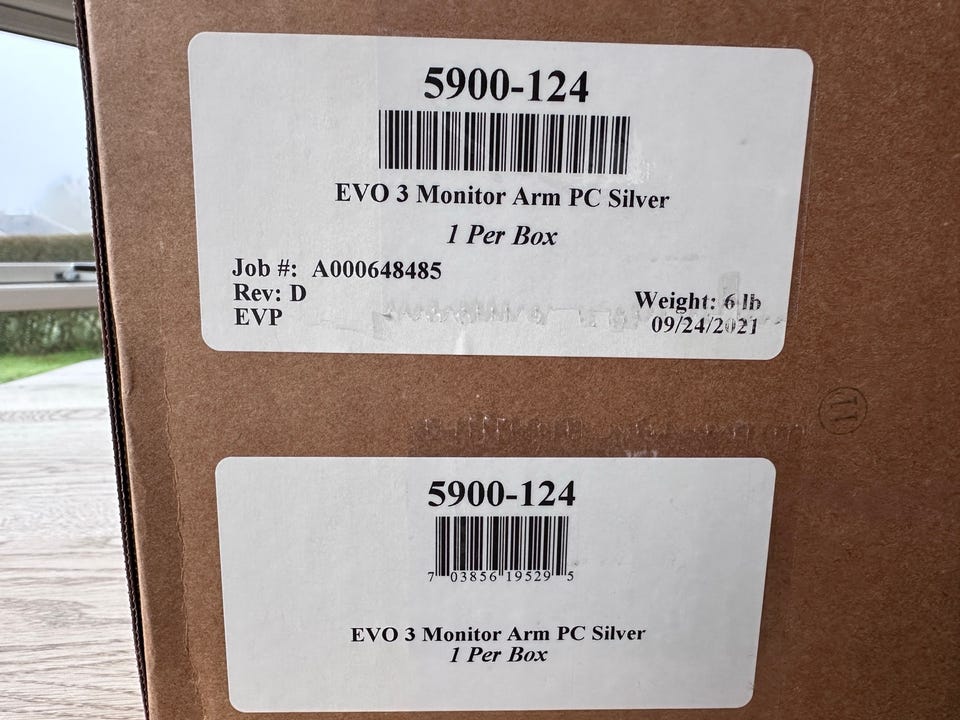 5900-124
EVO 3 Monitor Arm PC Silver
1 Per Box
Job #: A000648485
Rev: D
EVP
Weight: 6 lb
09/24/2021
5900-124
7 03856 19529 5
EVO 3 Monitor Arm PC Silver
1 Per Box